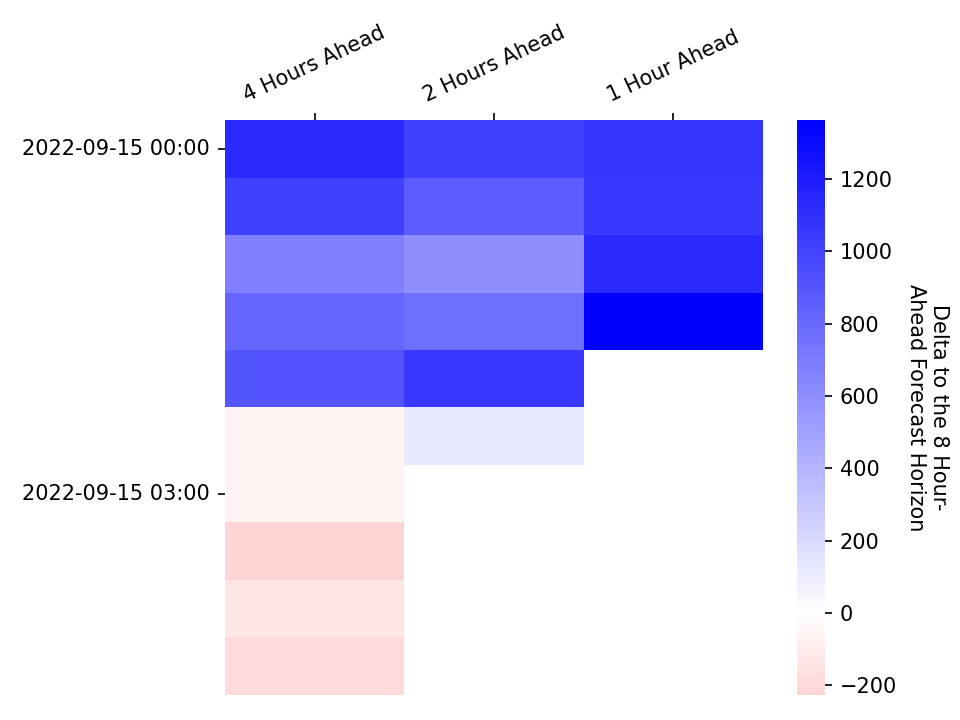 4 Hours Ahead
2 Hours Ahead
1 Hour Ahead
2022-09-15 00:00
2022-09-15 03:00
1200
1000
800
600
400
200
0
−200
Delta to the 8 Hour-
Ahead Forecast Horizon